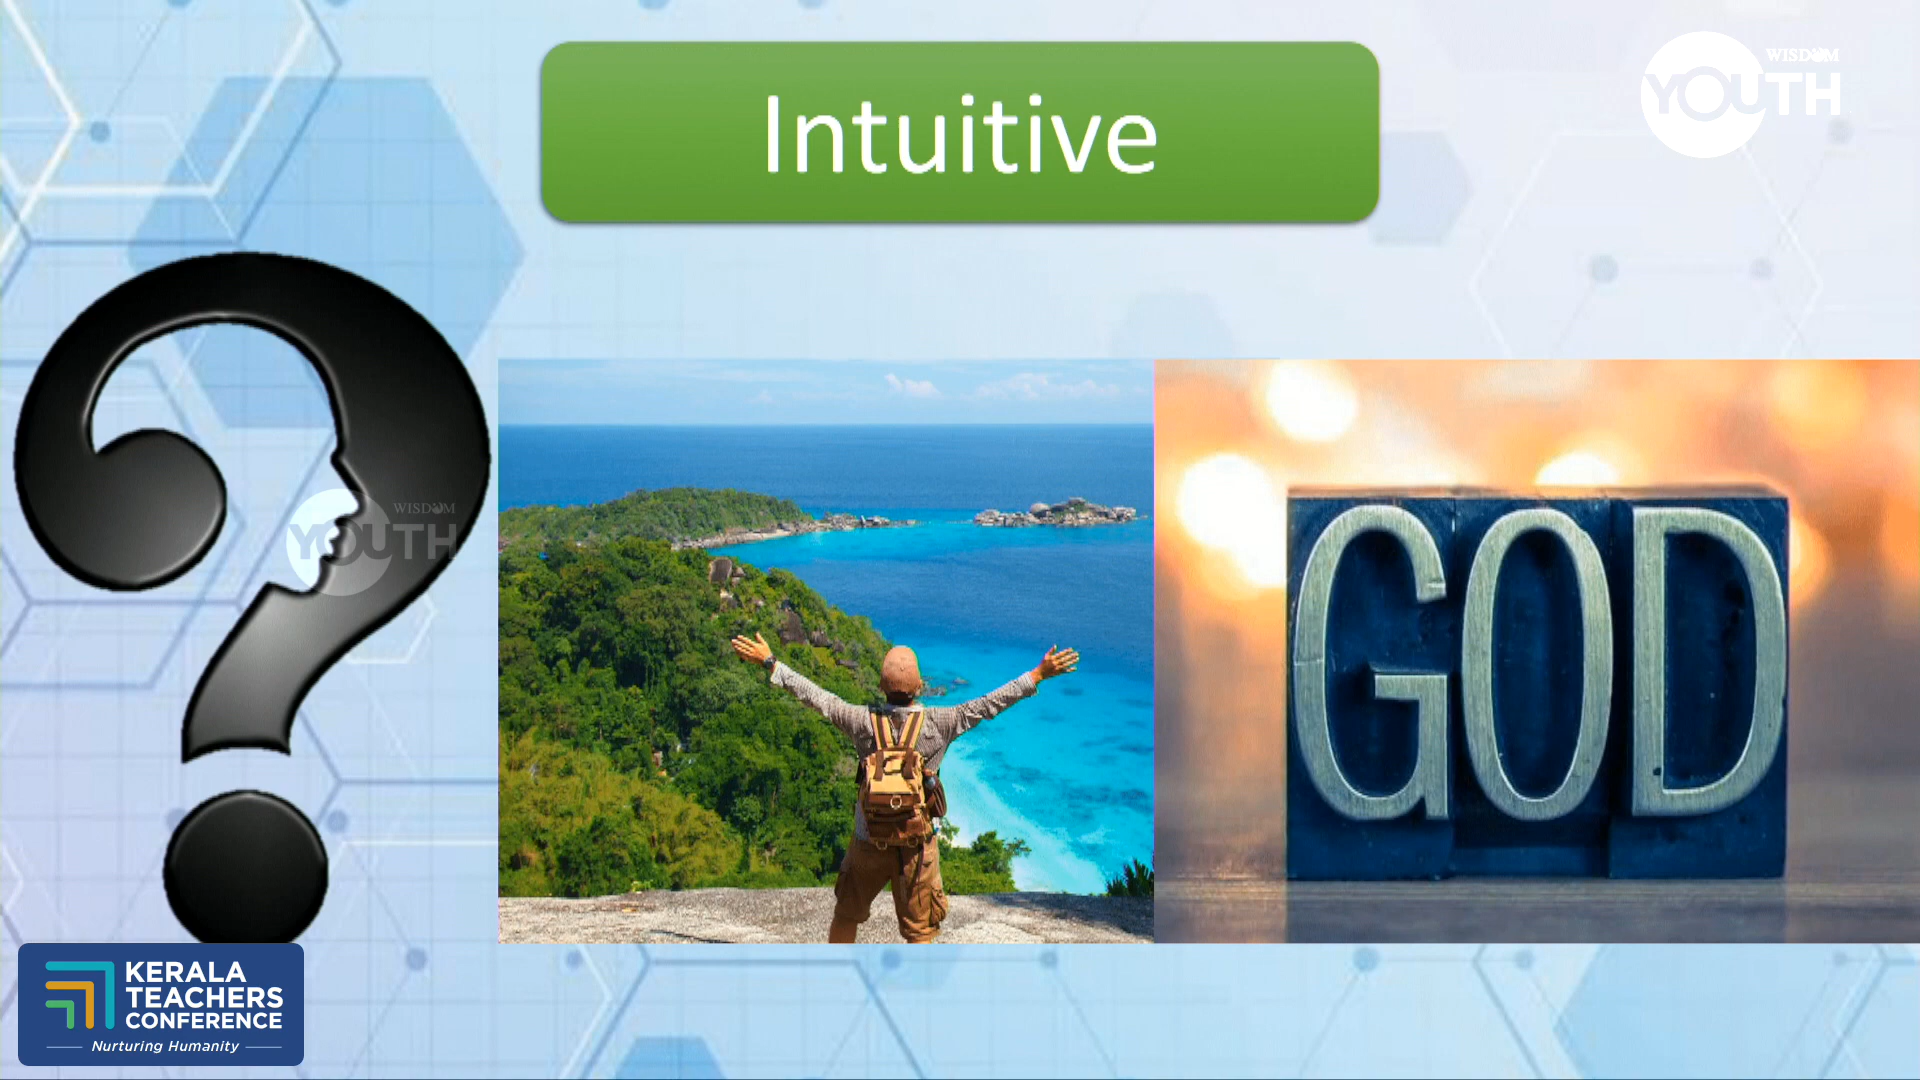 Intuitive
WISDOM
YOUTH
WISDOM
YOUTH
GOD
KERALA
TEACHERS
CONFERENCE
Nurturing Humanity